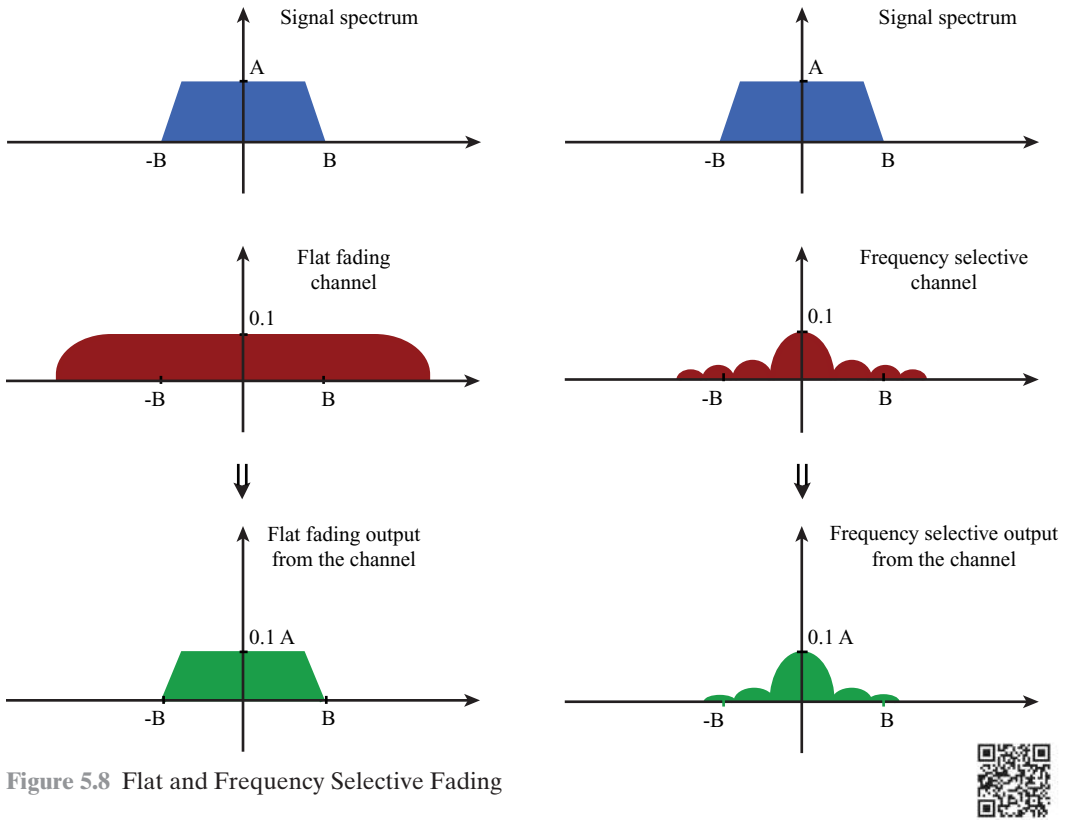 Signal spectrum
A
-B
B
Flat fading
channel
0.1
-B
B
Flat fading output
from the channel
0.1 A
-B
B
Signal spectrum
A
-B
B
Frequency selective
channel
0.1
-B
B
Frequency selective output
from the channel
0.1 A
-B
B
Figure 5.8 Flat and Frequency Selective Fading